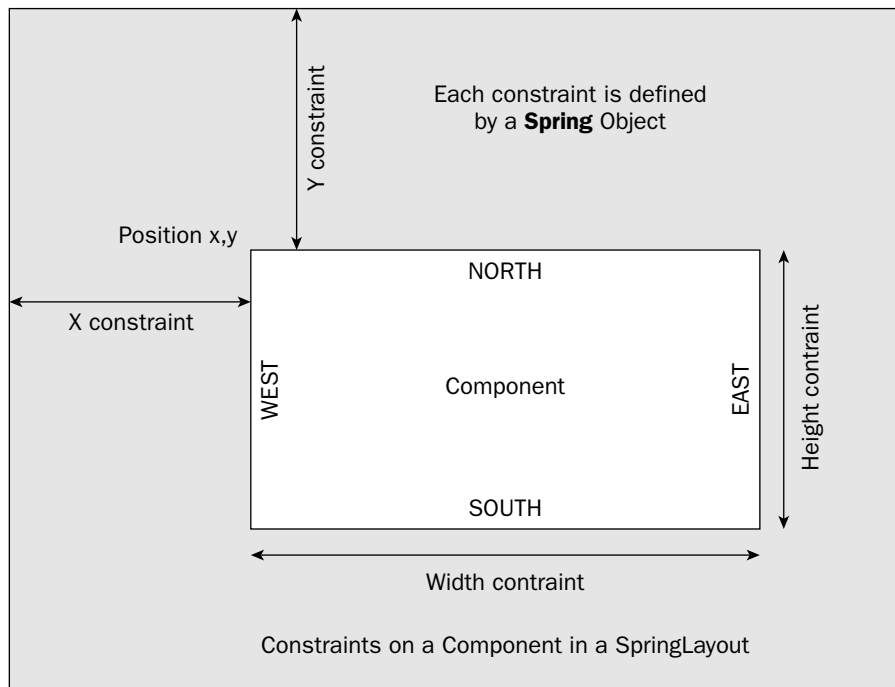 Each constraint is defined
by a Spring Object
Y constraint
Position x,y
NORTH
X constraint
WEST
Component
EAST
Height contraint
SOUTH
Width contraint
Constraints on a Component in a SpringLayout